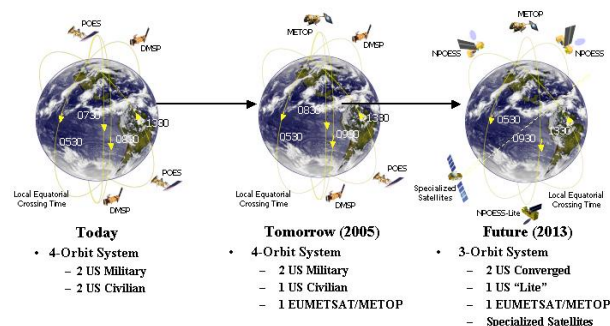 POES
DMSP
0730
1330
0530
0830
Local Equatorial
Crossing Time
POES
DMSP
Today
• 4-Orbit System
– 2 US Military
– 2 US Civilian
METOP
DMSP
0830
1330
0530
0930
Local Equatorial
Crossing Time
POES
DMSP
Tomorrow (2005)
• 4-Orbit System
– 2 US Military
– 1 US Civilian
– 1 EUMETSAT/METOP
METOP
NPOESS
NPOESS
0530
1330
0930
Specialized
Satellites
Local Equatorial
Crossing Time
NPOESS-Lite
Future (2013)
• 3-Orbit System
– 2 US Converged
– 1 US "Lite"
– 1 EUMETSAT/METOP
– Specialized Satellites